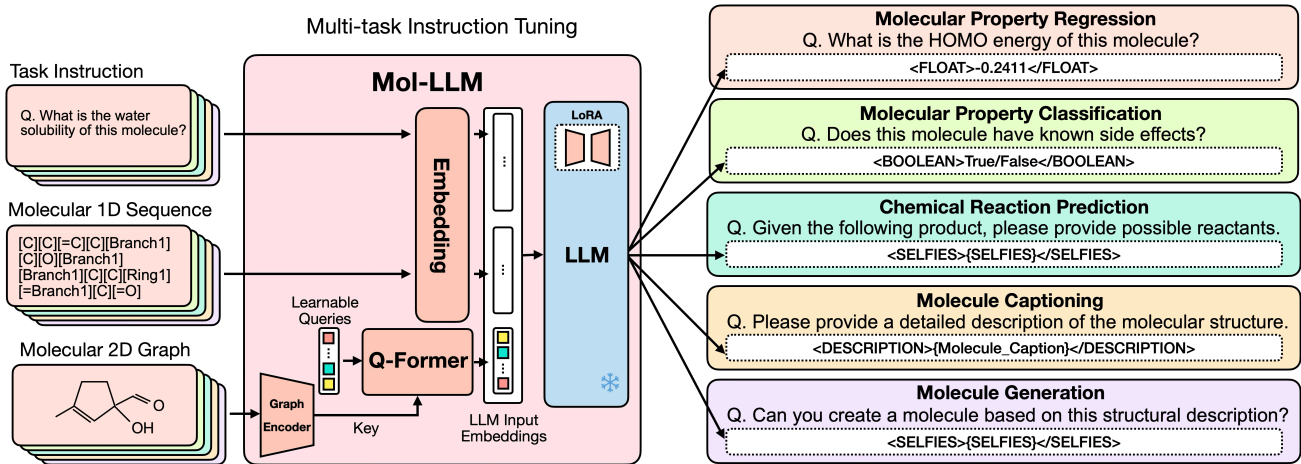 Multi-task Instruction Tuning
Task Instruction
Q. What is the water
solubility of this molecule?
Molecular 1D Sequence
[C][C][=C][C][Branch1]
[C][O][Branch1]
[Branch1][C][C][Ring1]
[=Branch1][C][=O]
Molecular 2D Graph
O
OH
Mol-LLM
Embedding
...
...
Learnable
Queries
...
Q-Former
Graph
Encoder
Key
...
LLM Input
Embeddings
LoRA
LLM
Molecular Property Regression
Q. What is the HOMO energy of this molecule?
<FLOAT>-0.2411</FLOAT>
Molecular Property Classification
Q. Does this molecule have known side effects?
<BOOLEAN>True/False</BOOLEAN>
Chemical Reaction Prediction
Q. Given the following product, please provide possible reactants.
<SELFIES>{SELFIES}</SELFIES>
Molecule Captioning
Q. Please provide a detailed description of the molecular structure.
<DESCRIPTION>{Molecule_Caption}</DESCRIPTION>
Molecule Generation
Q. Can you create a molecule based on this structural description?
<SELFIES>{SELFIES}</SELFIES>